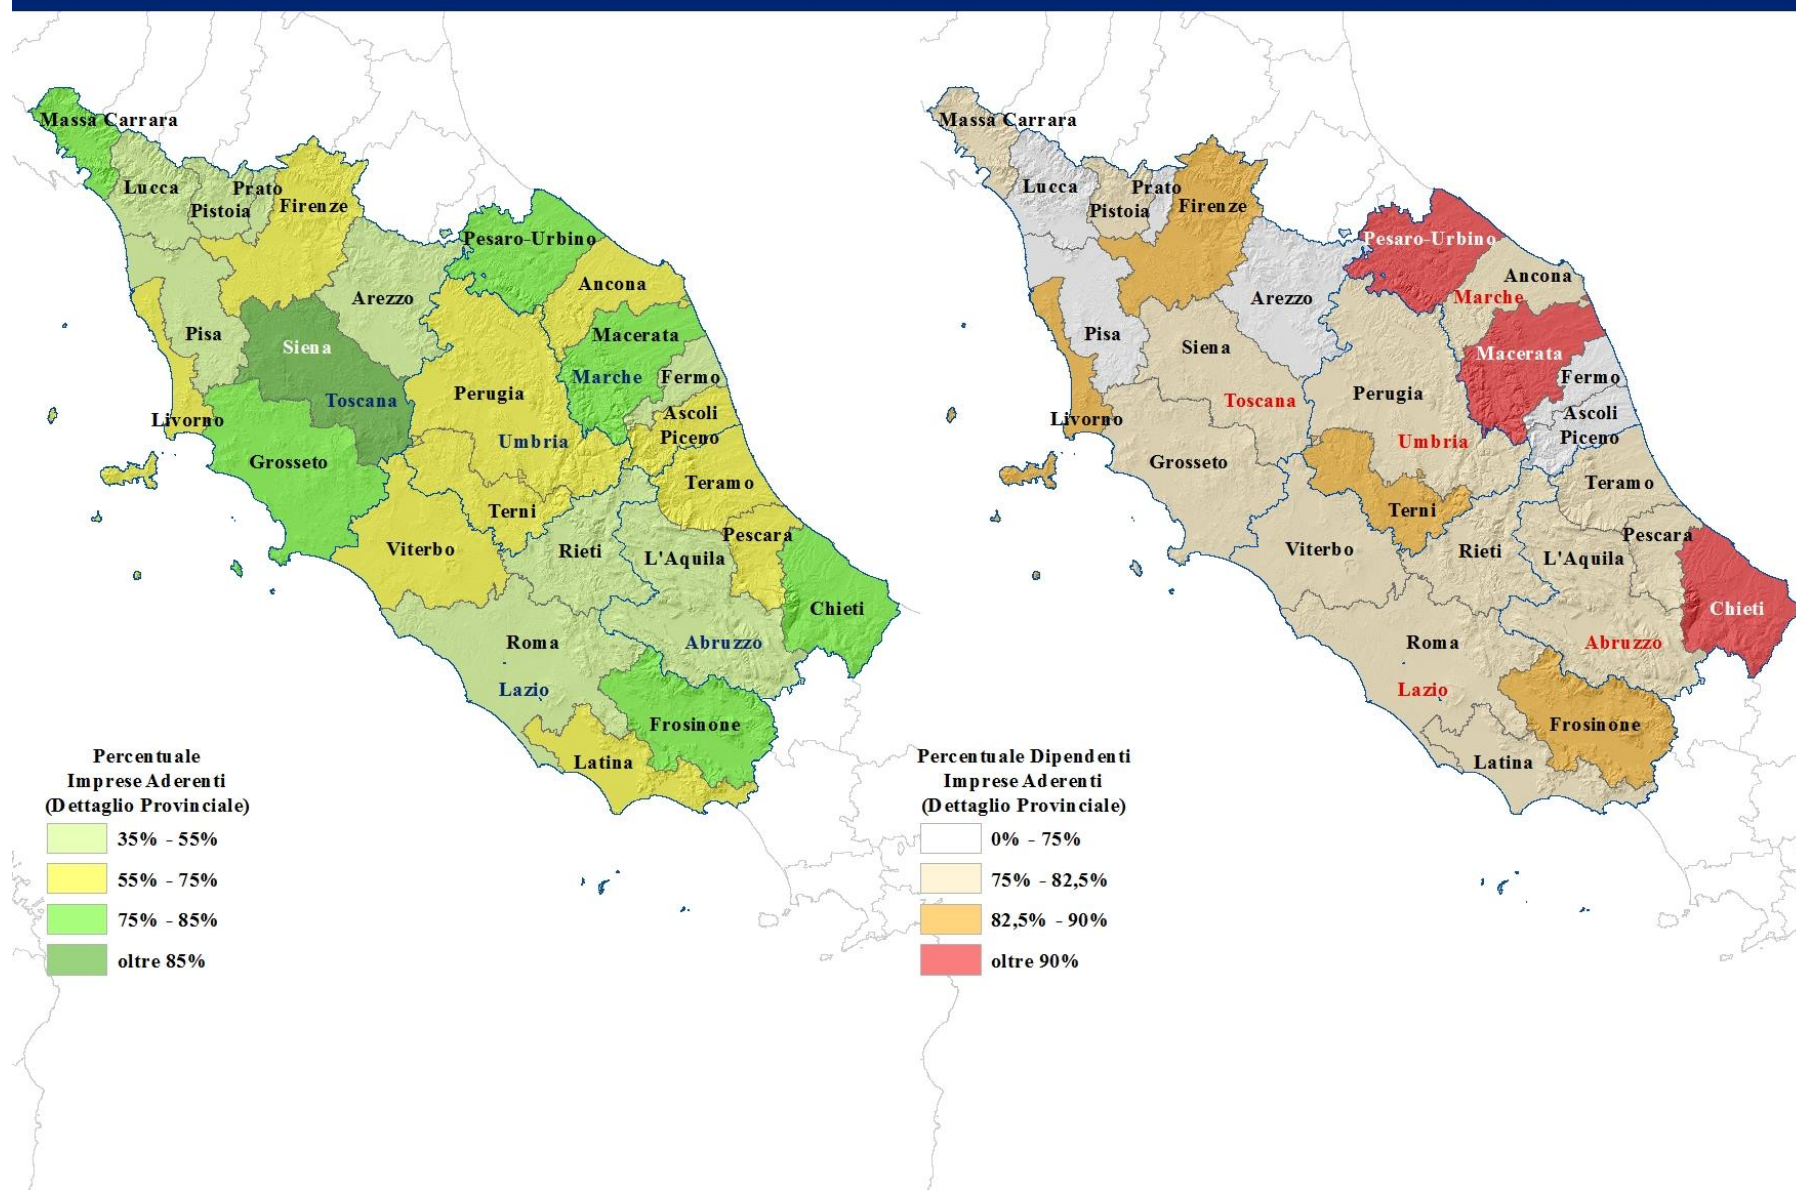 Massa Carrara
Lucca
Prato
Pistoia
Firenze
Pesaro-Urbino
Ancona
Arezzo
Pisa
Siena
Macerata
Marche
Fermo
Toscana
Perugia
Livorno
Ascoli
Piceno
Umbria
Grosseto
Teramo
Terni
Pescara
Viterbo
Rieti
L'Aquila
Chieti
Roma
Abruzzo
Lazio
Frosinone
Latina
Percentuale
Imprese Aderenti
(Dettaglio Provinciale)
35% - 55%
55% - 75%
75% - 85%
oltre 85%
Massa Carrara
Lucca
Prato
Pistoia
Firenze
Pesaro-Urbino
Ancona
Marche
Arezzo
Pisa
Siena
Macerata
Fermo
Perugia
Toscana
Livorno
Ascoli
Piceno
Umbria
Grosseto
Teramo
Terni
Pescara
Viterbo
Rieti
L'Aquila
Chieti
Roma
Abruzzo
Lazio
Frosinone
Latina
Percentuale Dipendenti
Imprese Aderenti
(Dettaglio Provinciale)
0% - 75%
75% - 82,5%
82,5% - 90%
oltre 90%